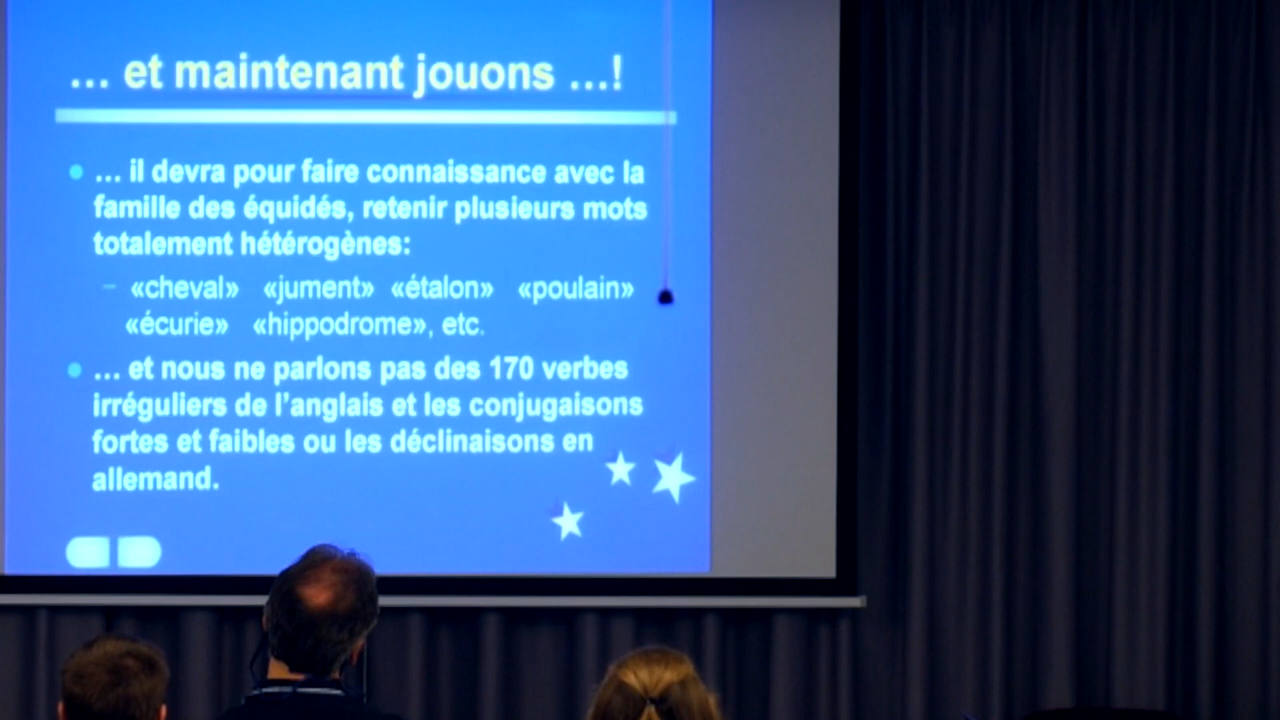 ... et maintenant jouons ...!
... il devra pour faire connaissance avec la
famille des équidés, retenir plusieurs mots
totalement hétérogènes:
– «cheval» «jument» «étalon» «poulain»
«écurie» «hippodrome», etc.
... et nous ne parlons pas des 170 verbes
irréguliers de l'anglais et les conjugaisons
fortes et faibles ou les déclinaisons en
allemand.